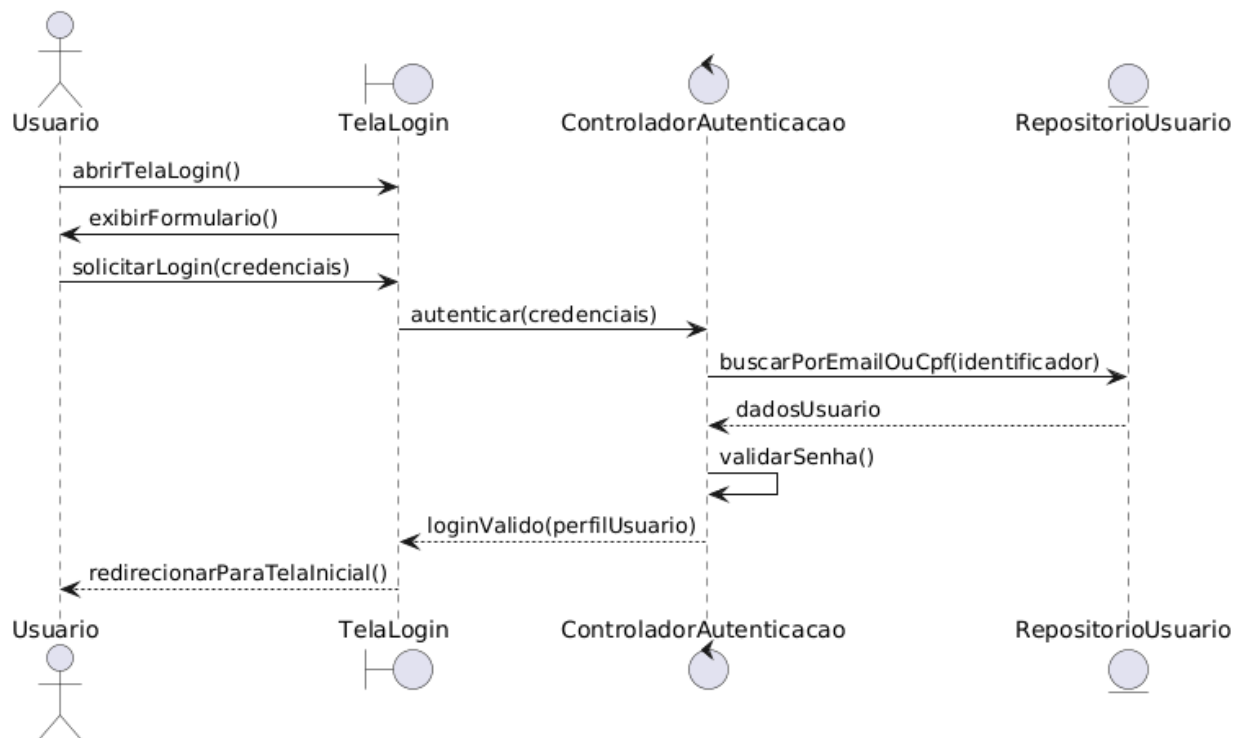 Usuario
TelaLogin
ControladorAutenticacao
RepositorioUsuario
abrirTelaLogin()
exibirFormulario()
solicitarLogin(credenciais)
autenticar(credenciais)
buscarPorEmailOuCpf(identificador)
dadosUsuario
validarSenha()
loginValido(perfilUsuario)
redirecionarParaTelaInicial()
Usuario
TelaLogin
ControladorAutenticacao
RepositorioUsuario